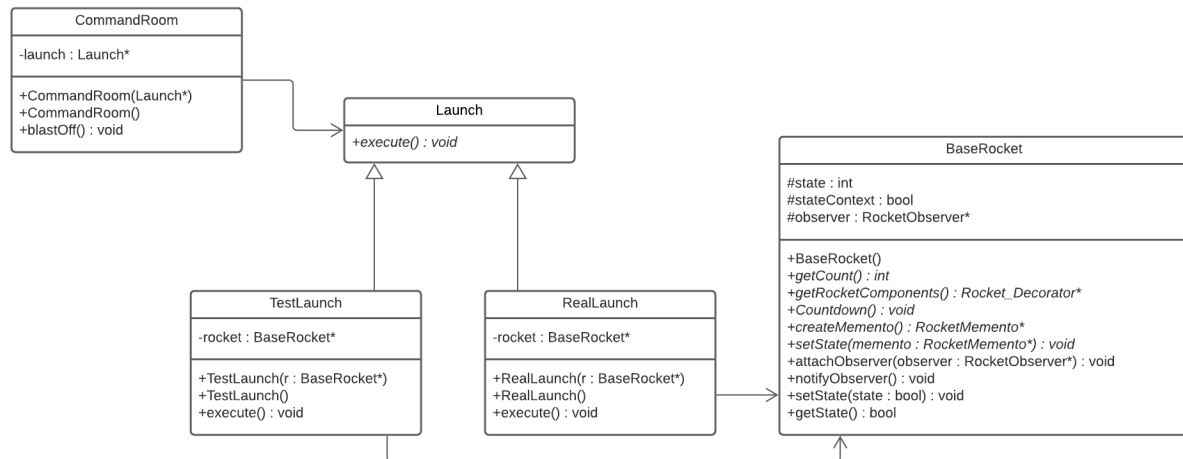 CommandRoom
-launch : Launch*
+CommandRoom(Launch*)
+CommandRoom()
+blastOff() : void
Launch
+execute() : void
BaseRocket
#state : int
#stateContext : bool
#observer : RocketObserver*
+BaseRocket()
+getCount() : int
+getRocketComponents() : Rocket_Decorator*
+Countdown() : void
+createMemento() : RocketMemento*
+setState(memento : RocketMemento*) : void
+attachObserver(observer : RocketObserver*) : void
+notifyObserver() : void
+setState(state : bool) : void
+getState() : bool
TestLaunch
-rocket : BaseRocket*
+TestLaunch(r : BaseRocket*)
+TestLaunch()
+execute() : void
RealLaunch
-rocket : BaseRocket*
+RealLaunch(r : BaseRocket*)
+RealLaunch()
+execute() : void